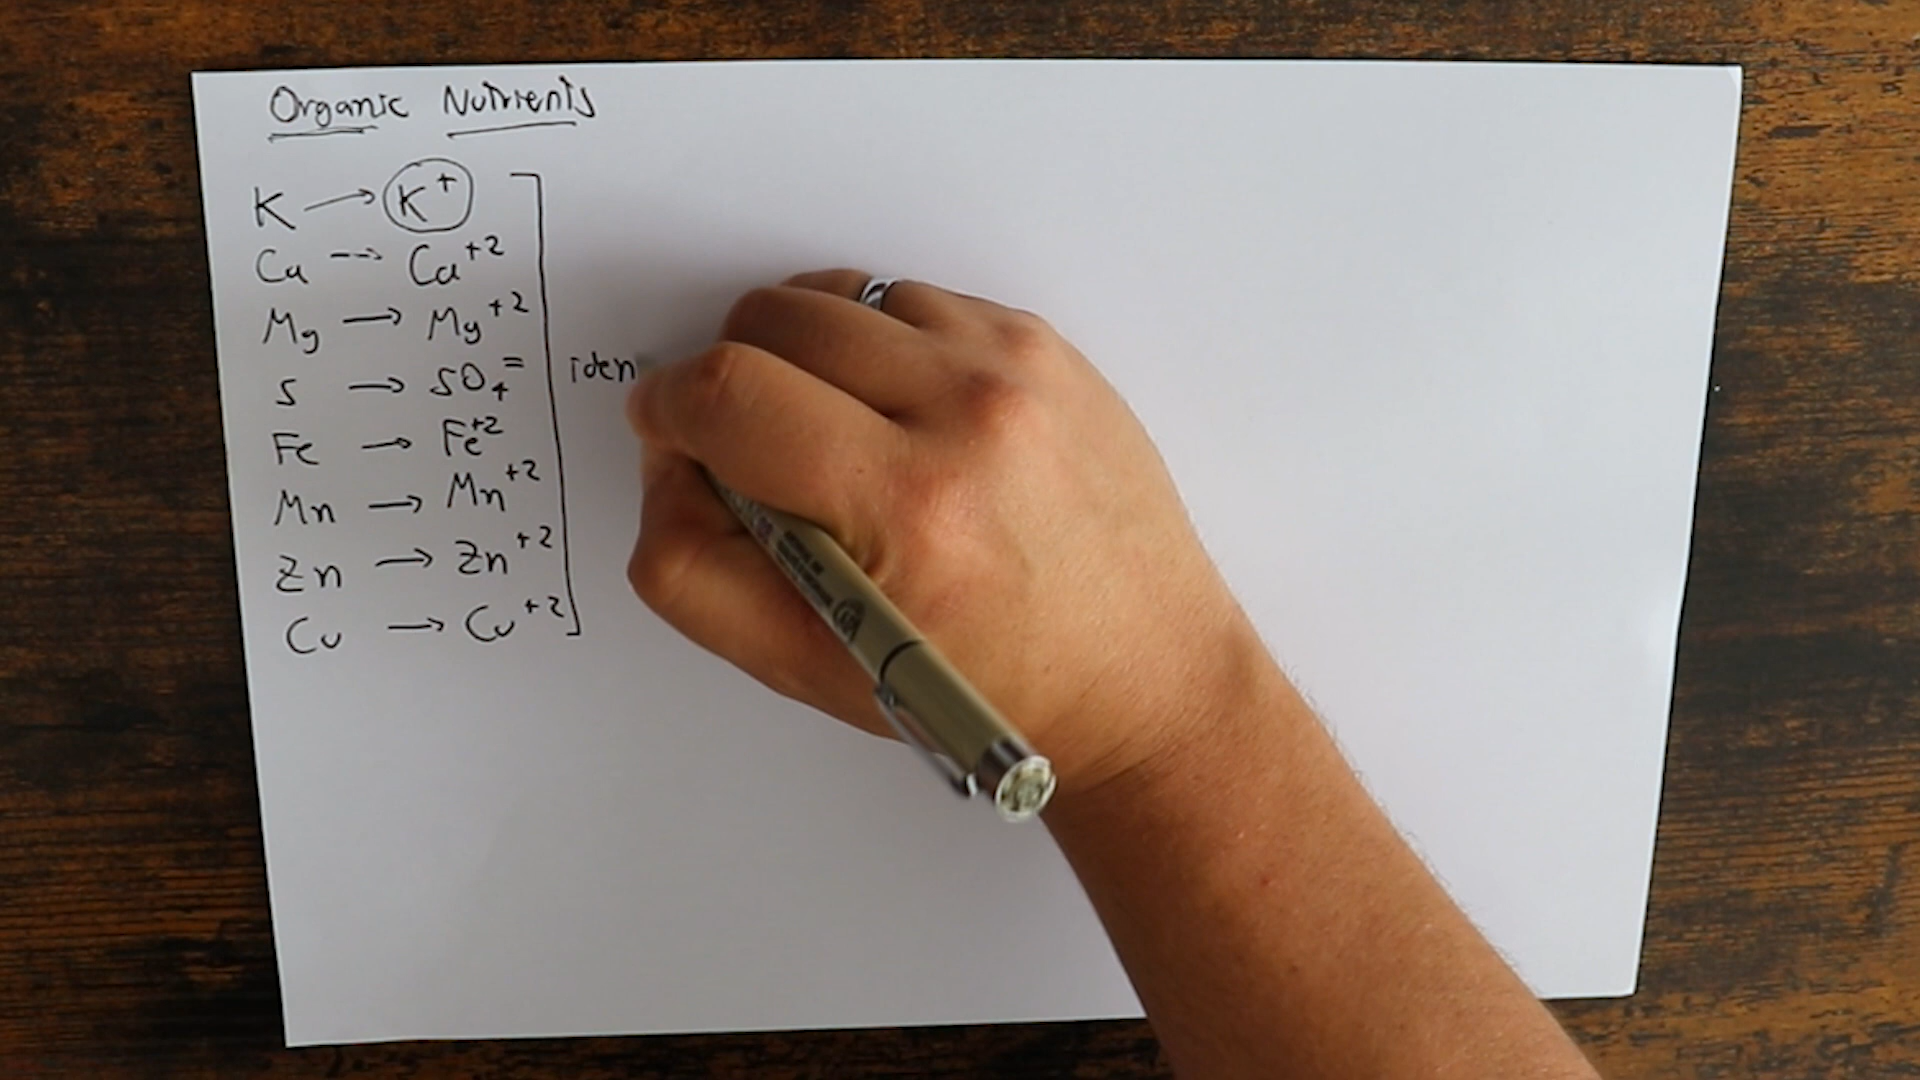 Organic Nutrients
K → K⁺
Ca --> Ca⁺²
Mg → Mg⁺²
S → SO₄⁼
iden
Fe → Fe⁺²
Mn → Mn⁺²
Zn → Zn⁺²
Cu → Cu⁺²